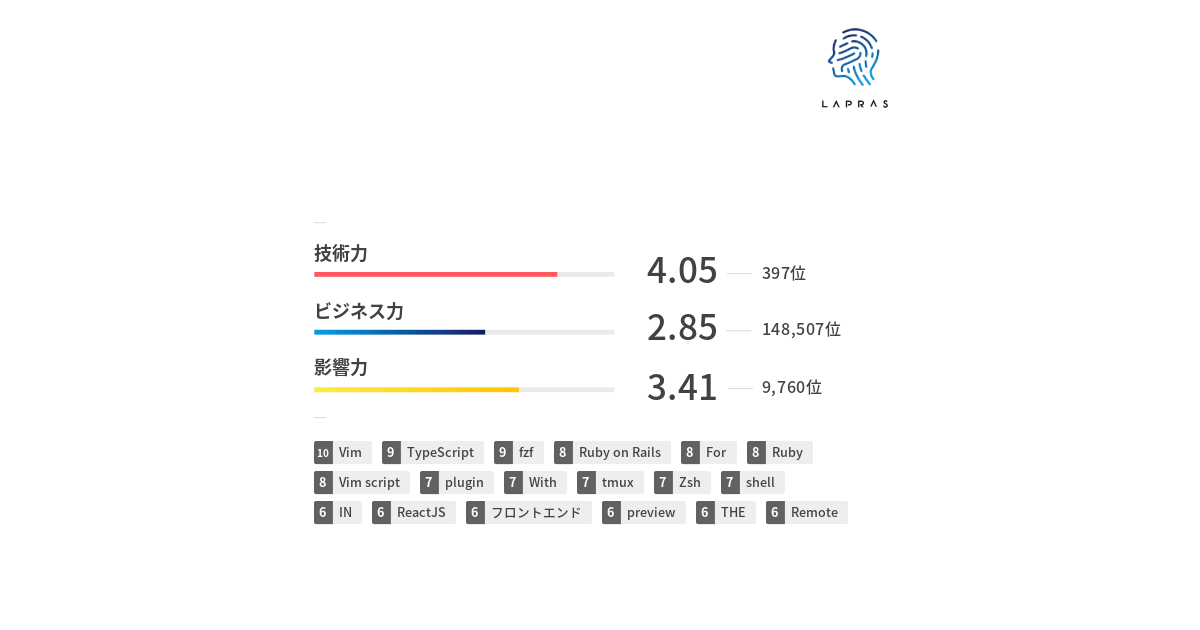 LAPRAS
技術力
4.05 397位
ビジネス力
2.85 148,507位
影響力
3.41 9,760位
10 Vim 9 TypeScript 9 fzf 8 Ruby on Rails 8 For 8 Ruby
8 Vim script 7 plugin 7 With 7 tmux 7 Zsh 7 shell
6 IN 6 ReactJS 6 フロントエンド 6 preview 6 THE 6 Remote